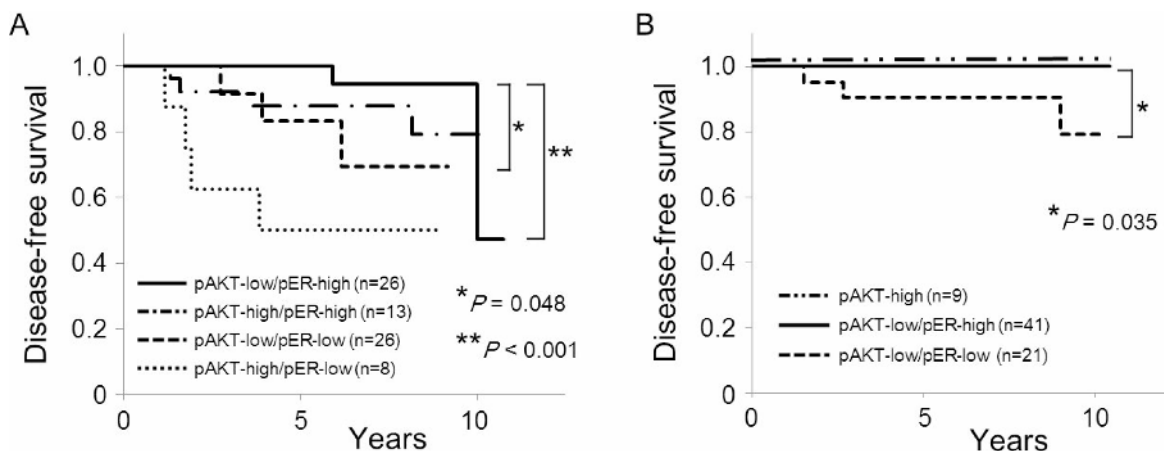 A
Disease-free survival
1.0
0.8
0.6
0.4
0.2
0
0
5
10
Years
*
**
pAKT-low/pER-high (n=26)
pAKT-high/pER-high (n=13)
pAKT-low/pER-low (n=26)
pAKT-high/pER-low (n=8)
* P = 0.048
** P < 0.001
B
Disease-free survival
1.0
0.8
0.6
0.4
0.2
0
0
5
10
Years
*
* P = 0.035
pAKT-high (n=9)
pAKT-low/pER-high (n=41)
pAKT-low/pER-low (n=21)